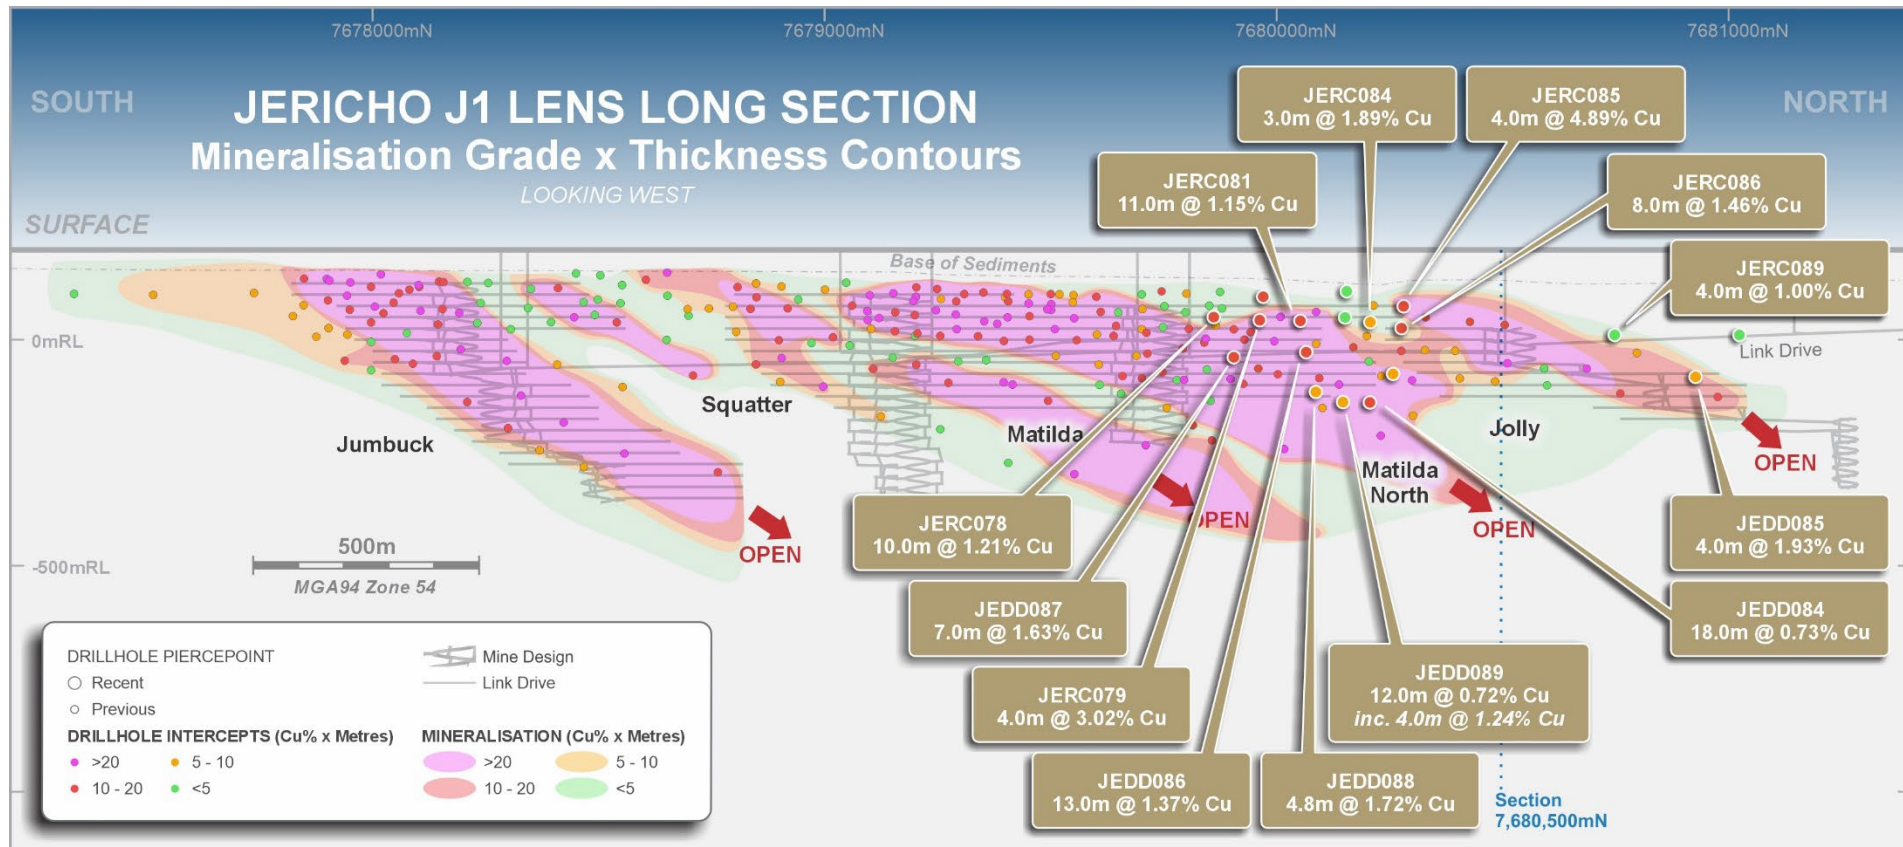 7678000mN
7679000mN
7680000mN
7681000mN
SOUTH
NORTH
JERICHO J1 LENS LONG SECTION
Mineralisation Grade x Thickness Contours
LOOKING WEST
SURFACE
JERC084
3.0m @ 1.89% Cu
JERC085
4.0m @ 4.89% Cu
JERC081
11.0m @ 1.15% Cu
JERC086
8.0m @ 1.46% Cu
JERC089
4.0m @ 1.00% Cu
Base of Sediments
0mRL
Link Drive
Squatter
Jumbuck
Matilda
Jolly
Matilda
North
OPEN
OPEN
OPEN
OPEN
JERC078
10.0m @ 1.21% Cu
JEDD085
4.0m @ 1.93% Cu
500m
-500mRL
MGA94 Zone 54
JEDD087
7.0m @ 1.63% Cu
JEDD084
18.0m @ 0.73% Cu
JERC079
4.0m @ 3.02% Cu
JEDD089
12.0m @ 0.72% Cu
inc. 4.0m @ 1.24% Cu
JEDD086
13.0m @ 1.37% Cu
JEDD088
4.8m @ 1.72% Cu
Section
7,680,500mN
DRILLHOLE PIERCEPOINT
Recent
Previous
Mine Design
Link Drive
DRILLHOLE INTERCEPTS (Cu% x Metres)
>20
5 - 10
10 - 20
<5
MINERALISATION (Cu% x Metres)
>20
5 - 10
10 - 20
<5